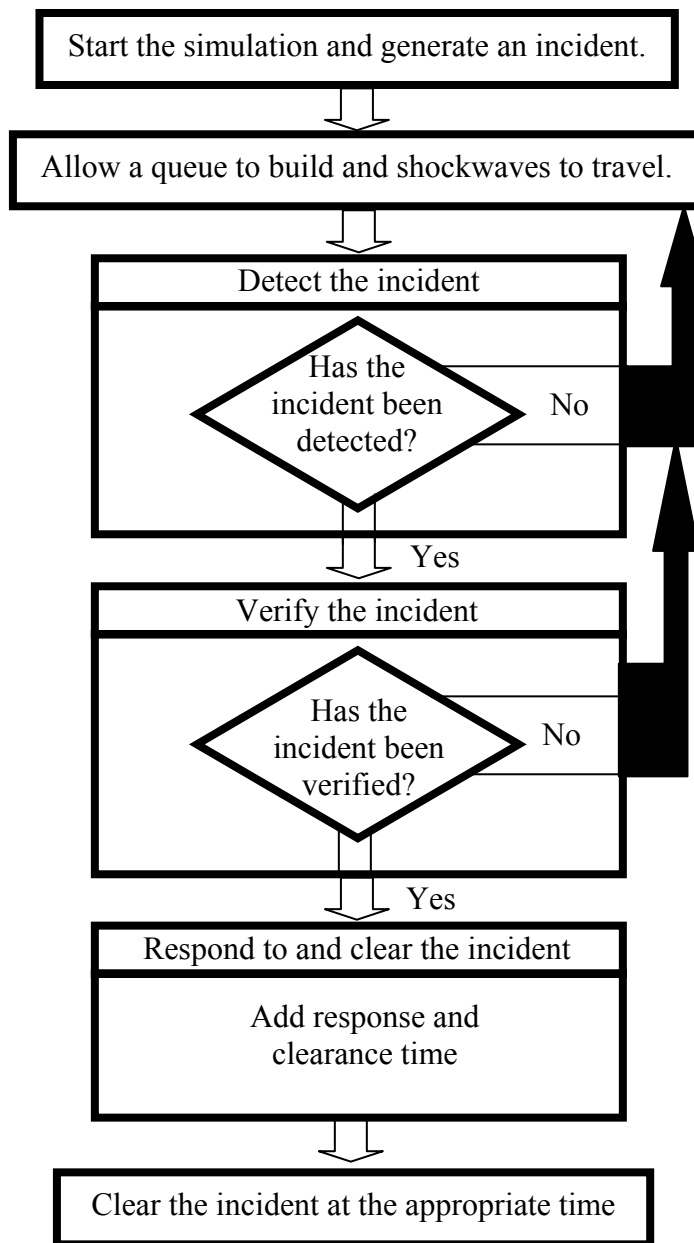 Start the simulation and generate an incident.
Allow a queue to build and shockwaves to travel.
Detect the incident
Has the
incident been
detected?
No
Yes
Verify the incident
Has the
incident been
verified?
No
Yes
Respond to and clear the incident
Add response and
clearance time
Clear the incident at the appropriate time